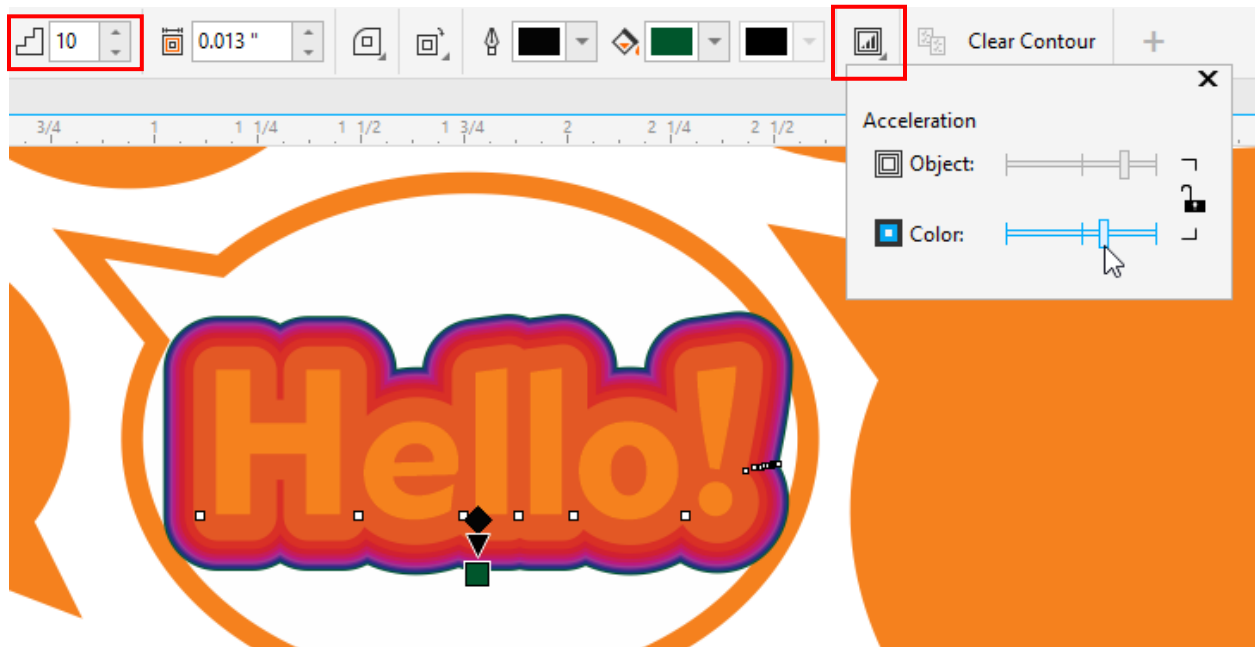 10 0.013 " Clear Contour
3/4 1 1 1/4 1 1/2 1 3/4 2 2 1/4 2 1/2
Acceleration
Object:
Color:
Hello!